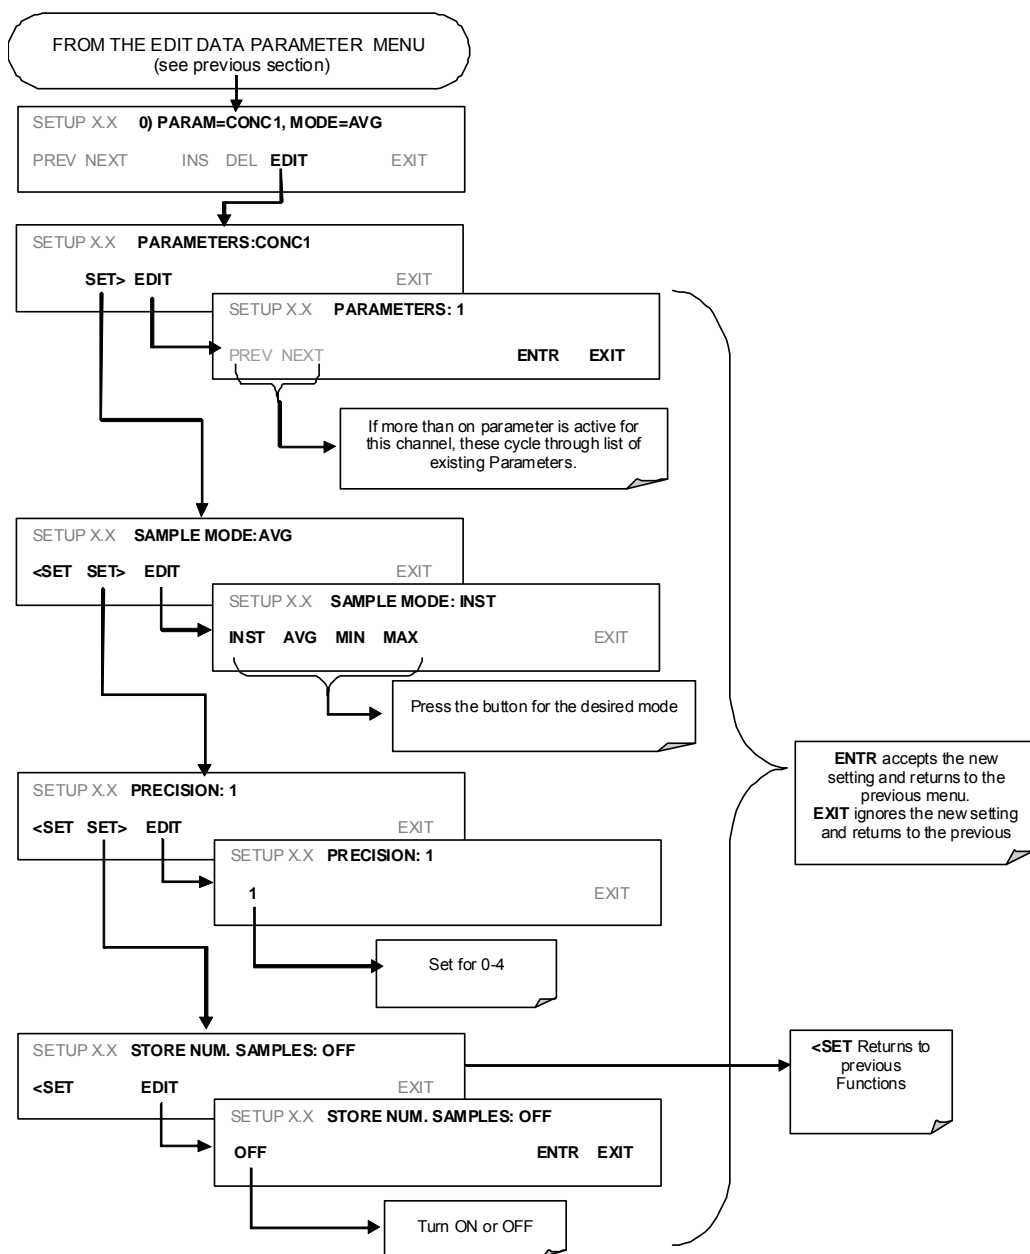 FROM THE EDIT DATA PARAMETER MENU
(see previous section)
SETUP X.X 0) PARAM=CONC1, MODE=AVG
PREV NEXT INS DEL EDIT EXIT
SETUP X.X PARAMETERS:CONC1
SET> EDIT EXIT
SETUP X.X PARAMETERS: 1
PREV NEXT ENTR EXIT
If more than on parameter is active for
this channel, these cycle through list of
existing Parameters.
SETUP X.X SAMPLE MODE:AVG
<SET SET> EDIT EXIT
SETUP X.X SAMPLE MODE: INST
INST AVG MIN MAX EXIT
Press the button for the desired mode
SETUP X.X PRECISION: 1
<SET SET> EDIT EXIT
SETUP X.X PRECISION: 1
1 EXIT
Set for 0-4
ENTR accepts the new
setting and returns to the
previous menu.
EXIT ignores the new setting
and returns to the previous
SETUP X.X STORE NUM. SAMPLES: OFF
<SET EDIT EXIT
<SET Returns to
previous
Functions
SETUP X.X STORE NUM. SAMPLES: OFF
OFF ENTR EXIT
Turn ON or OFF